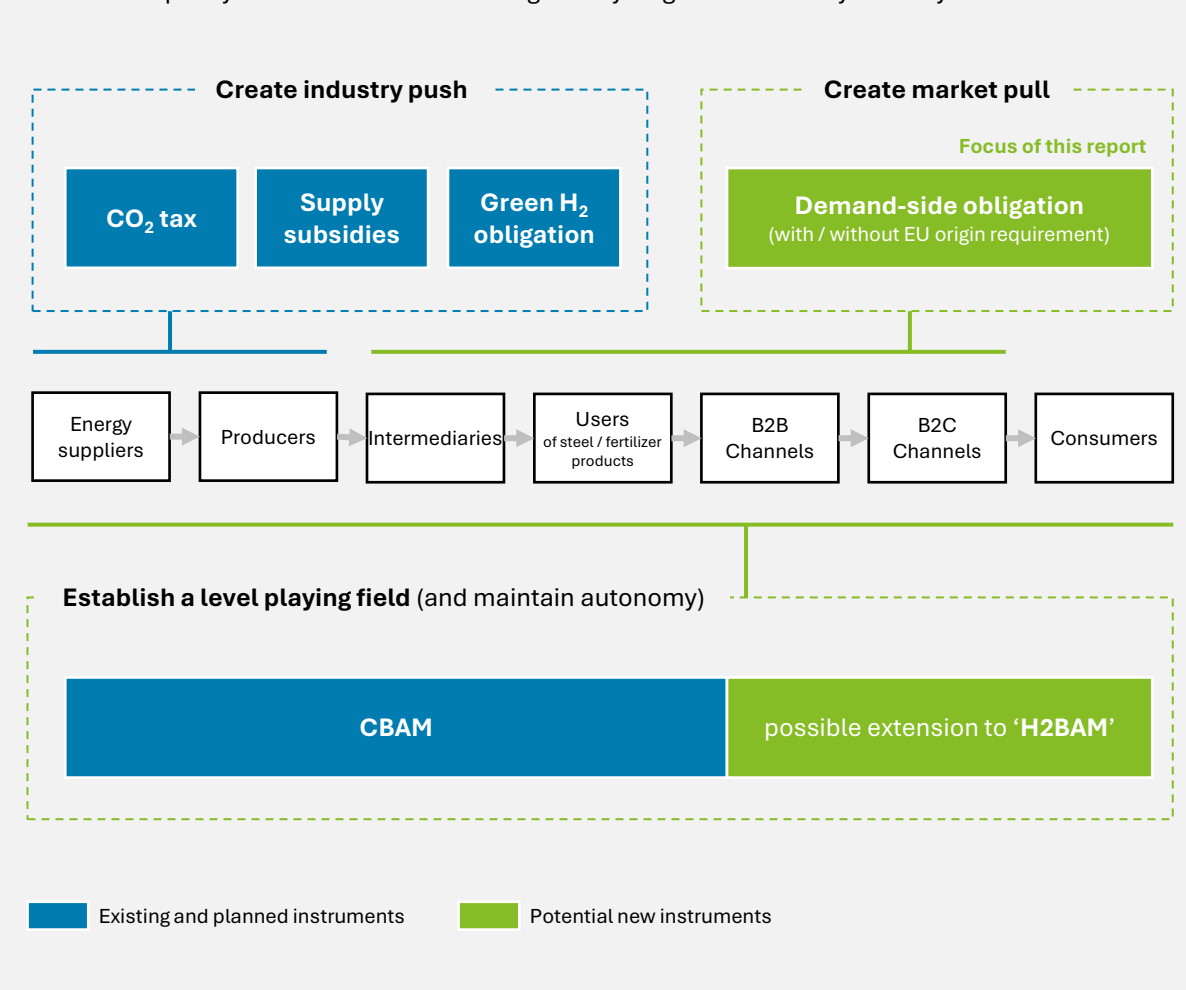 Create industry push
Create market pull
Focus of this report
CO₂ tax
Supply
subsidies
Green H₂
obligation
Demand-side obligation
(with / without EU origin requirement)
Energy
suppliers
Producers
Intermediaries
Users
of steel / fertilizer
products
B2B
Channels
B2C
Channels
Consumers
Establish a level playing field (and maintain autonomy)
CBAM
possible extension to ‘H2BAM’
Existing and planned instruments
Potential new instruments